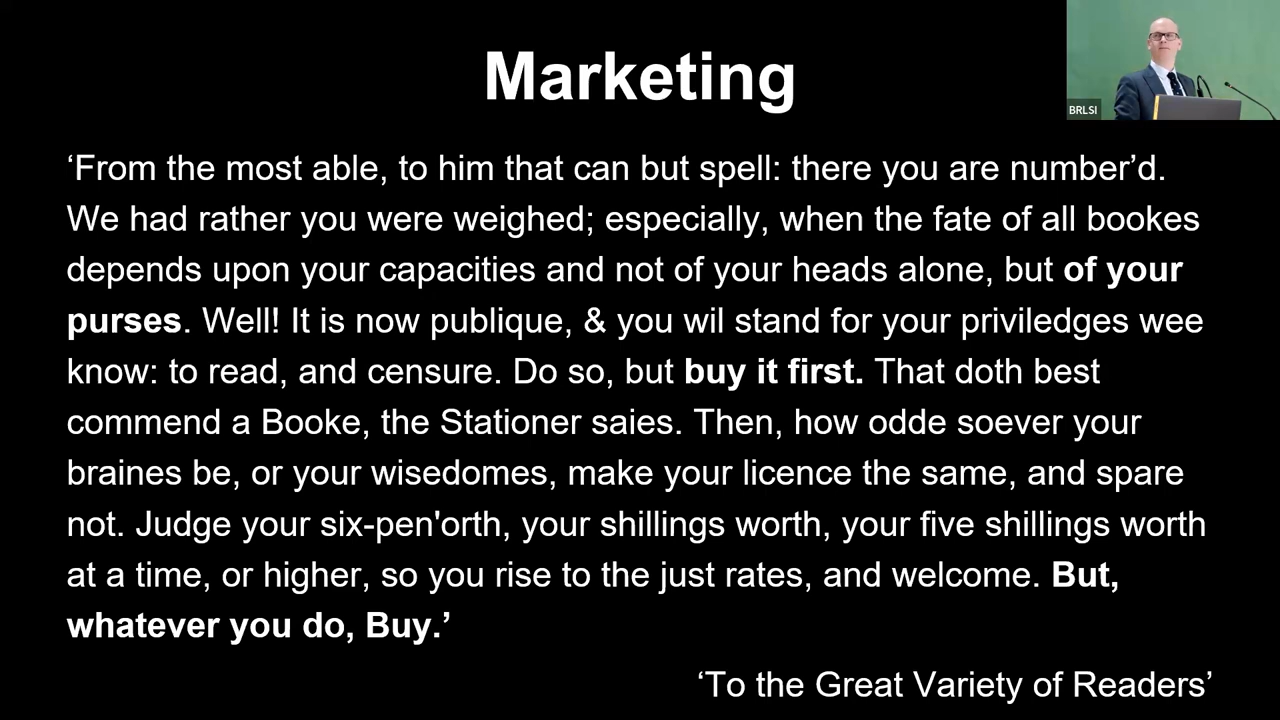 Marketing
BRLSI
‘From the most able, to him that can but spell: there you are number’d.
We had rather you were weighed; especially, when the fate of all bookes
depends upon your capacities and not of your heads alone, but of your
purses. Well! It is now publique, & you wil stand for your priviledges wee
know: to read, and censure. Do so, but buy it first. That doth best
commend a Booke, the Stationer saies. Then, how odde soever your
braines be, or your wisedomes, make your licence the same, and spare
not. Judge your six-pen'orth, your shillings worth, your five shillings worth
at a time, or higher, so you rise to the just rates, and welcome. But,
whatever you do, Buy.’
‘To the Great Variety of Readers’